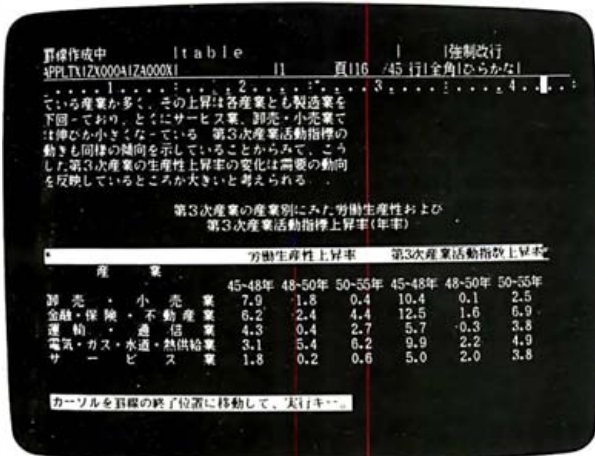 罫線作成中 |table | |強制改行
APPLTX|ZX000A|ZA000X| |1 頁|16 /45 行|全角|ひらかな|
1 2 3 4
ている産業が多く、その上昇は各産業とも製造業を
下回っており、とくにサービス業、卸売・小売業で
は伸びが小さくなっている 第3次産業活動指標の
動きも同様の傾向を示していることからみて、こう
した第3次産業の生産性上昇率の変化は需要の動向
を反映しているところが大きいと考えられる
第3次産業の産業別にみた労働生産性および
第3次産業活動指標上昇率(年率)
労働生産性上昇率 第3次産業活動指数上昇率
産 業
45-48年 48-50年 50-55年 45-48年 48-50年 50-55年
卸売・小売業 7.9 1.8 0.4 10.4 0.1 2.5
金融・保険・不動産業 6.2 2.4 4.4 12.5 1.6 6.9
運輸・通信業 4.3 0.4 2.7 5.7 0.3 3.8
電気・ガス・水道・熱供給業 3.1 5.4 6.2 9.9 2.2 4.9
サービス業 1.8 0.2 0.6 5.0 2.0 3.8
カーソルを罫線の終了位置に移動して、実行キー。